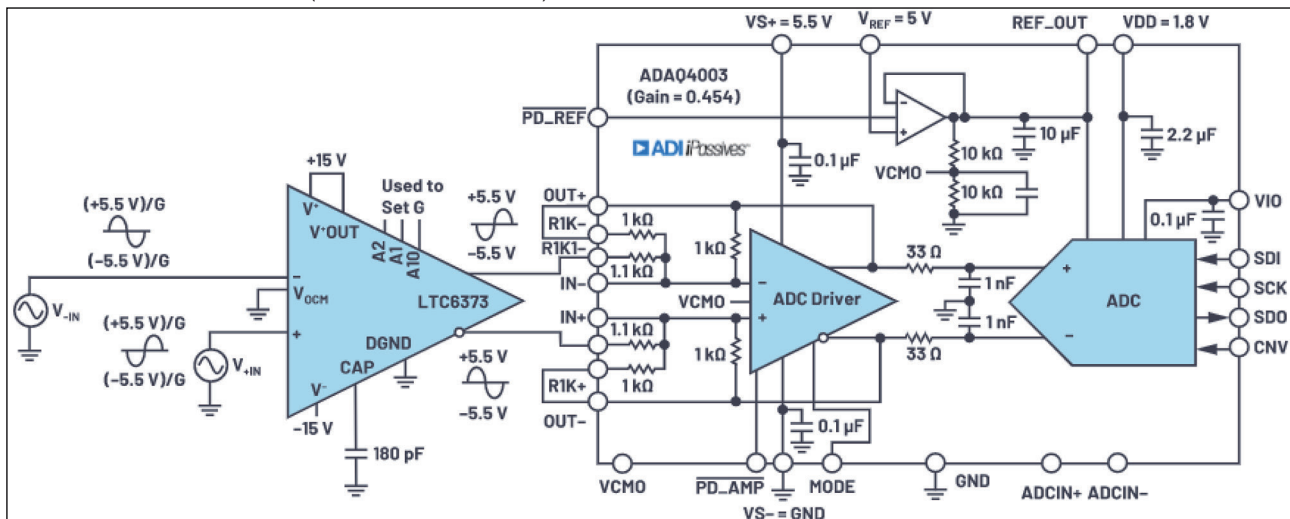 VS+ = 5.5 V
VREF = 5 V
REF_OUT
VDD = 1.8 V
ADAQ4003
(Gain = 0.454)
PD_REF
ADI iPassives™
10 µF
2.2 µF
0.1 µF
10 kΩ
VCMO
10 kΩ
+15 V
Used to
Set G
V+
V+OUT
A2
A1
A10
(+5.5 V)/G
(−5.5 V)/G
+5.5 V
−5.5 V
OUT+
R1K−
R1K1−
IN−
1 kΩ
1.1 kΩ
1 kΩ
0.1 µF
VIO
SDI
SCK
SDO
CNV
33 Ω
1 nF
1 nF
33 Ω
+
−
ADC
−
VOCM
+
LTC6373
V−IN
(+5.5 V)/G
(−5.5 V)/G
V+IN
DGND
CAP
V−
−15 V
180 pF
+5.5 V
−5.5 V
VCMO
−
+
ADC Driver
IN+
1.1 kΩ
1 kΩ
1 kΩ
R1K+
OUT−
0.1 µF
VCMO
PD_AMP
VS− = GND
MODE
GND
ADCIN+
ADCIN−
−
+